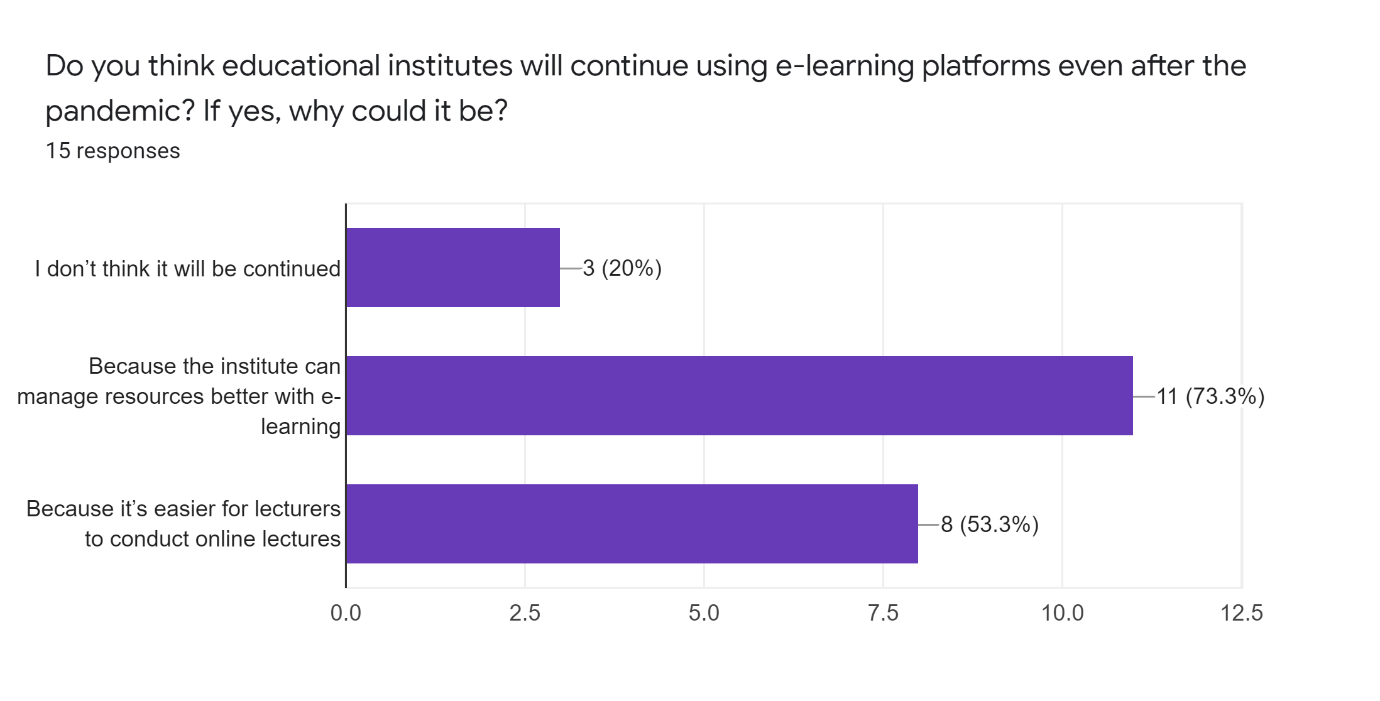 Do you think educational institutes will continue using e-learning platforms even after the
pandemic? If yes, why could it be?
15 responses
I don’t think it will be continued
3 (20%)
Because the institute can
manage resources better with e-
learning
11 (73.3%)
Because it’s easier for lecturers
to conduct online lectures
8 (53.3%)
0.0 2.5 5.0 7.5 10.0 12.5